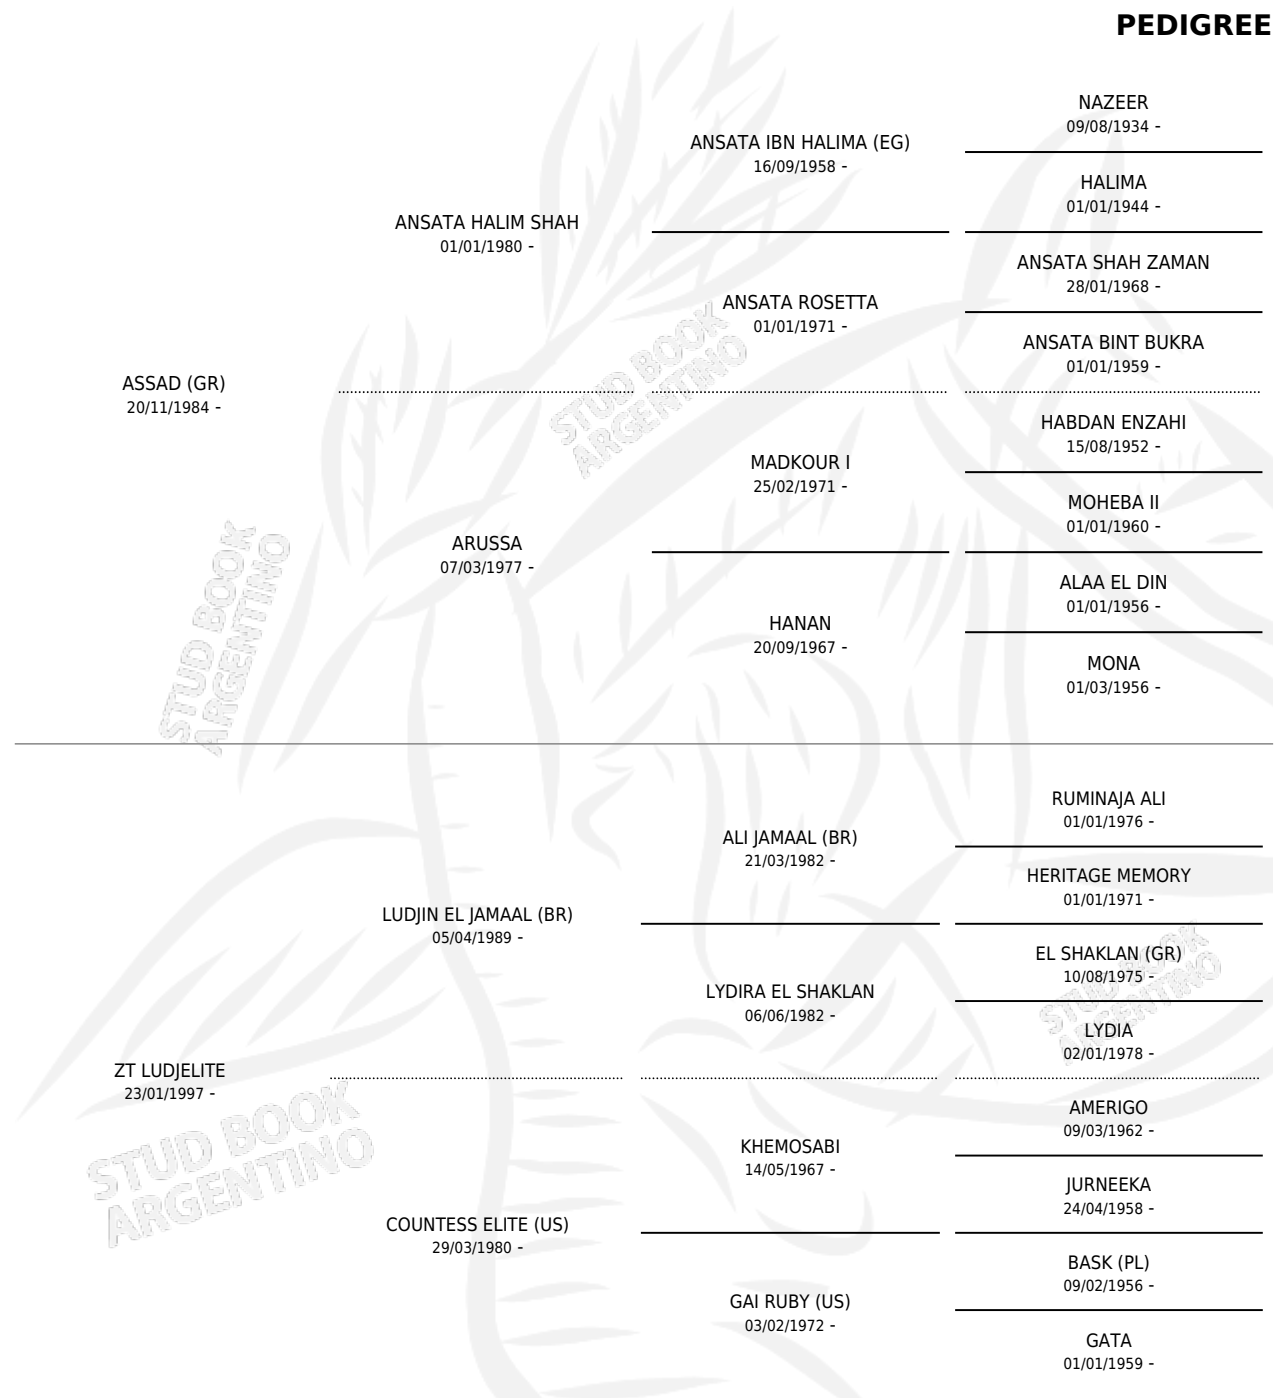 PEDIGREE
NAZEER
09/08/1934 -
ANSATA IBN HALIMA (EG)
16/09/1958 -
HALIMA
01/01/1944 -
ANSATA HALIM SHAH
01/01/1980 -
ANSATA SHAH ZAMAN
28/01/1968 -
ANSATA ROSETTA
01/01/1971 -
ANSATA BINT BUKRA
01/01/1959 -
ASSAD (GR)
20/11/1984 -
STUD BOOK
ARGENTINO
HABDAN ENZAHI
15/08/1952 -
MADKOUR I
25/02/1971 -
MOHEBA II
01/01/1960 -
ARUSSA
07/03/1977 -
ALAA EL DIN
01/01/1956 -
HANAN
20/09/1967 -
MONA
01/03/1956 -
STUD BOOK
ARGENTINO
RUMINAJA ALI
01/01/1976 -
ALI JAMAAL (BR)
21/03/1982 -
HERITAGE MEMORY
01/01/1971 -
LUDJIN EL JAMAAL (BR)
05/04/1989 -
EL SHAKLAN (GR)
10/08/1975 -
LYDIRA EL SHAKLAN
06/06/1982 -
STUD BOOK
ARGENTINO
LYDIA
02/01/1978 -
ZT LUDJELITE
23/01/1997 -
STUD BOOK
ARGENTINO
AMERIGO
09/03/1962 -
KHEMOSABI
14/05/1967 -
JURNEEKA
24/04/1958 -
COUNTESS ELITE (US)
29/03/1980 -
BASK (PL)
09/02/1956 -
GAI RUBY (US)
03/02/1972 -
GATA
01/01/1959 -